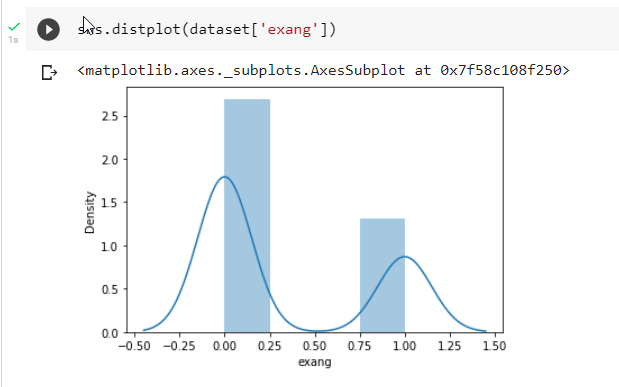 sns.distplot(dataset['exang'])
1s
<matplotlib.axes._subplots.AxesSubplot at 0x7f58c108f250>
2.5
2.0
1.5
1.0
0.5
0.0
Density
−0.50 −0.25 0.00 0.25 0.50 0.75 1.00 1.25 1.50
exang